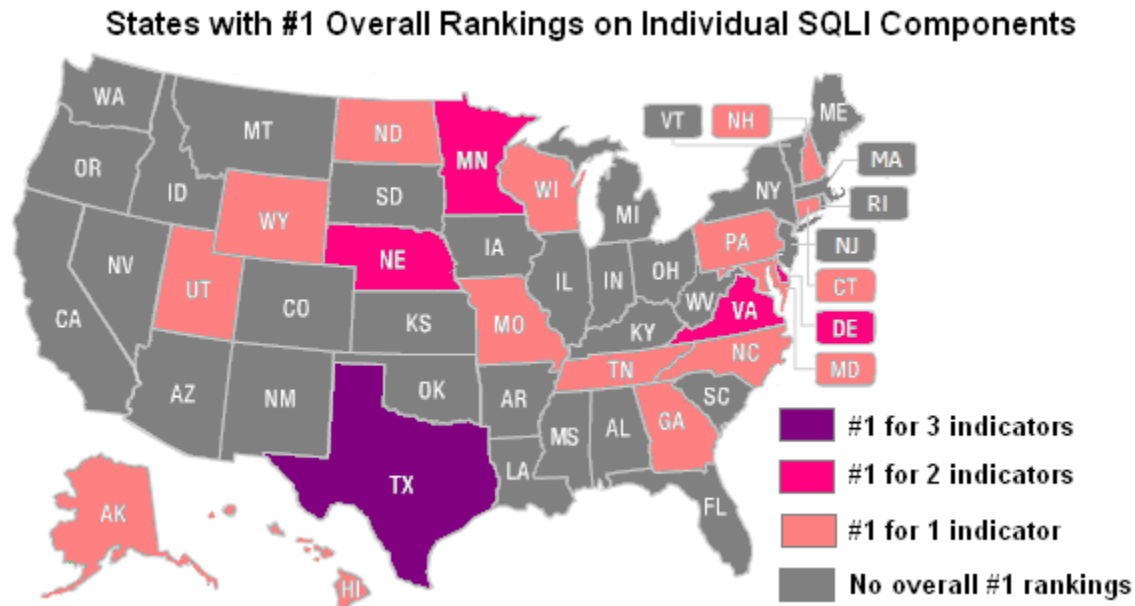 States with #1 Overall Rankings on Individual SQLI Components
WA
MT
ND
MN
VT
NH
ME
OR
ID
SD
WI
MI
NY
MA
RI
WY
NV
UT
NE
IA
IL
IN
OH
PA
NJ
CT
CA
CO
KS
MO
KY
WV
VA
DE
MD
AZ
NM
OK
AR
TN
NC
SC
TX
LA
MS
AL
GA
FL
AK
HI
#1 for 3 indicators
#1 for 2 indicators
#1 for 1 indicator
No overall #1 rankings